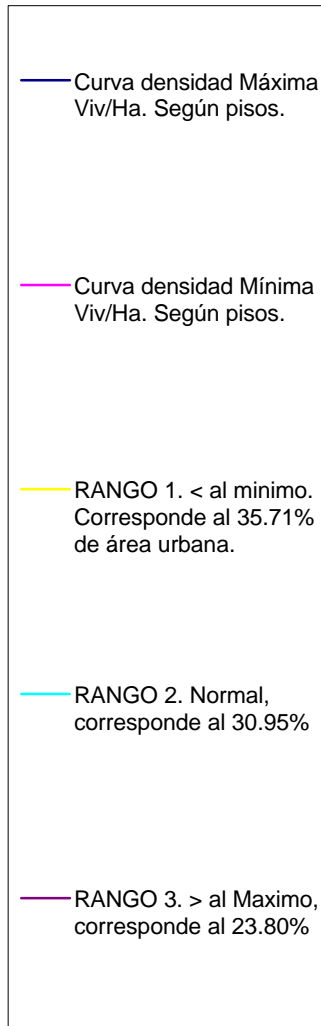 Curva densidad Máxima
Viv/Ha. Según pisos.
Curva densidad Mínima
Viv/Ha. Según pisos.
RANGO 1. < al minimo.
Corresponde al 35.71%
de área urbana.
RANGO 2. Normal,
corresponde al 30.95%
RANGO 3. > al Maximo,
corresponde al 23.80%